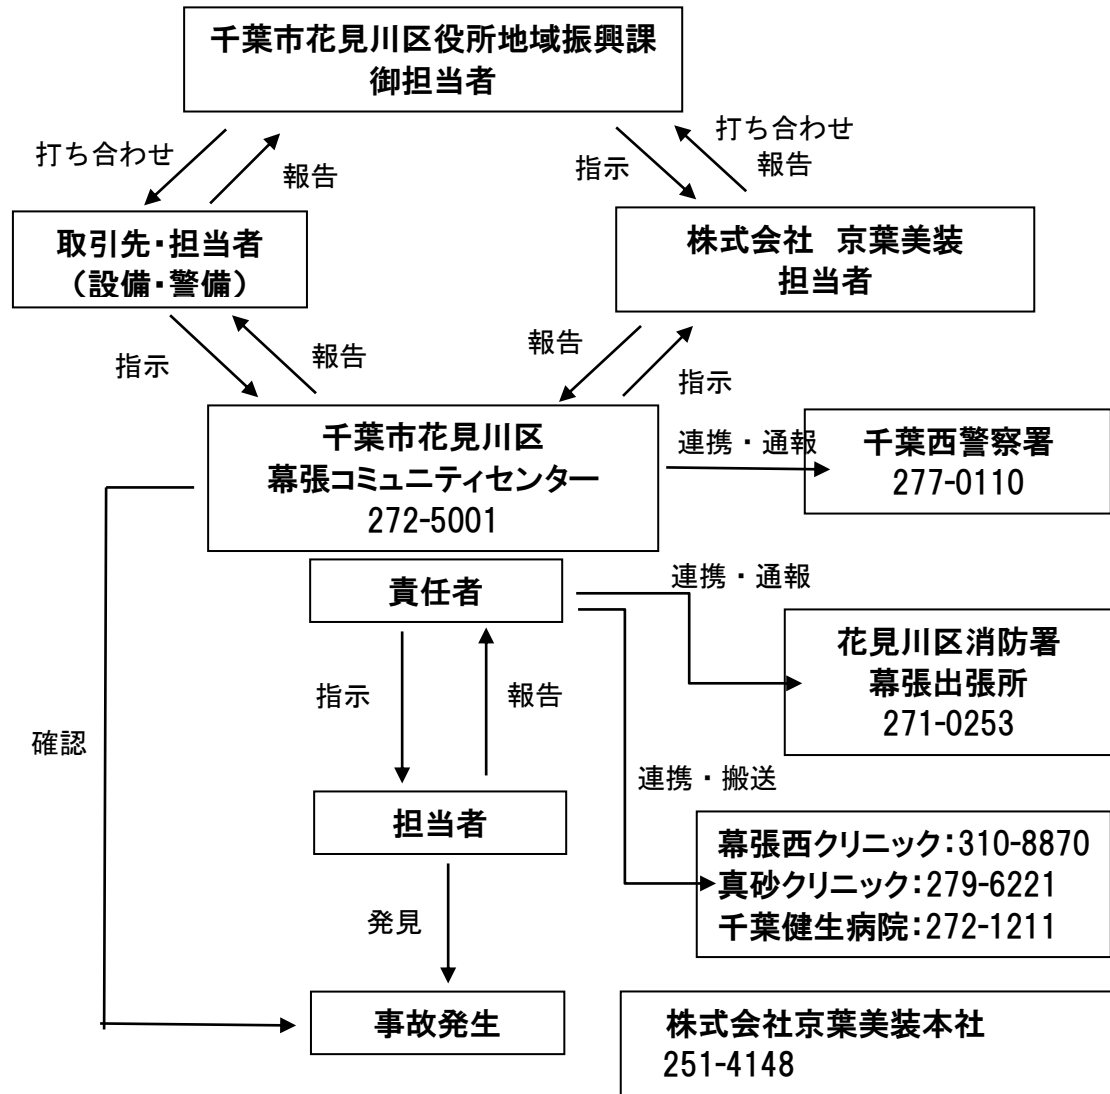 千葉市花見川区役所地域振興課
御担当者
打ち合わせ
報告
指示
打ち合わせ
報告
取引先・担当者
（設備・警備）
株式会社　京葉美装
担当者
指示
報告
報告
指示
千葉市花見川区
幕張コミュニティセンター
272-5001
連携・通報
千葉西警察署
277-0110
責任者
連携・通報
花見川区消防署
幕張出張所
271-0253
指示
報告
確認
連携・搬送
担当者
幕張西クリニック：310-8870
真砂クリニック：279-6221
千葉健生病院：272-1211
発見
事故発生
株式会社京葉美装本社
251-4148